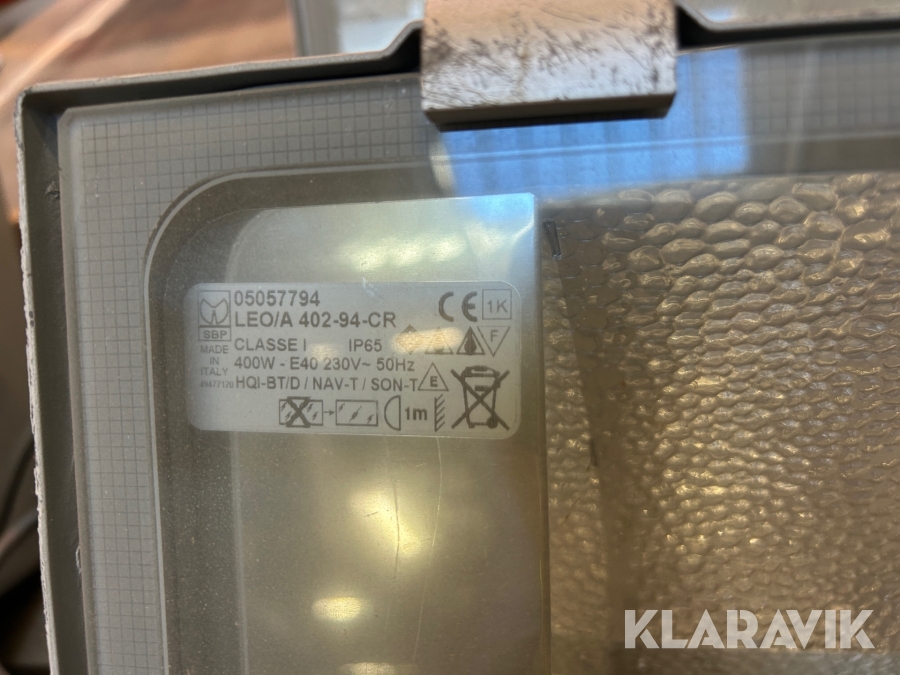 05057794
LEO/A 402-94-CR
CE
1K
SBP
CLASSE I IP65
F
MADE
IN
ITALY
400W - E40 230V~ 50Hz
HQI-BT/D / NAV-T / SON-T
E
1m
KLARAVIK